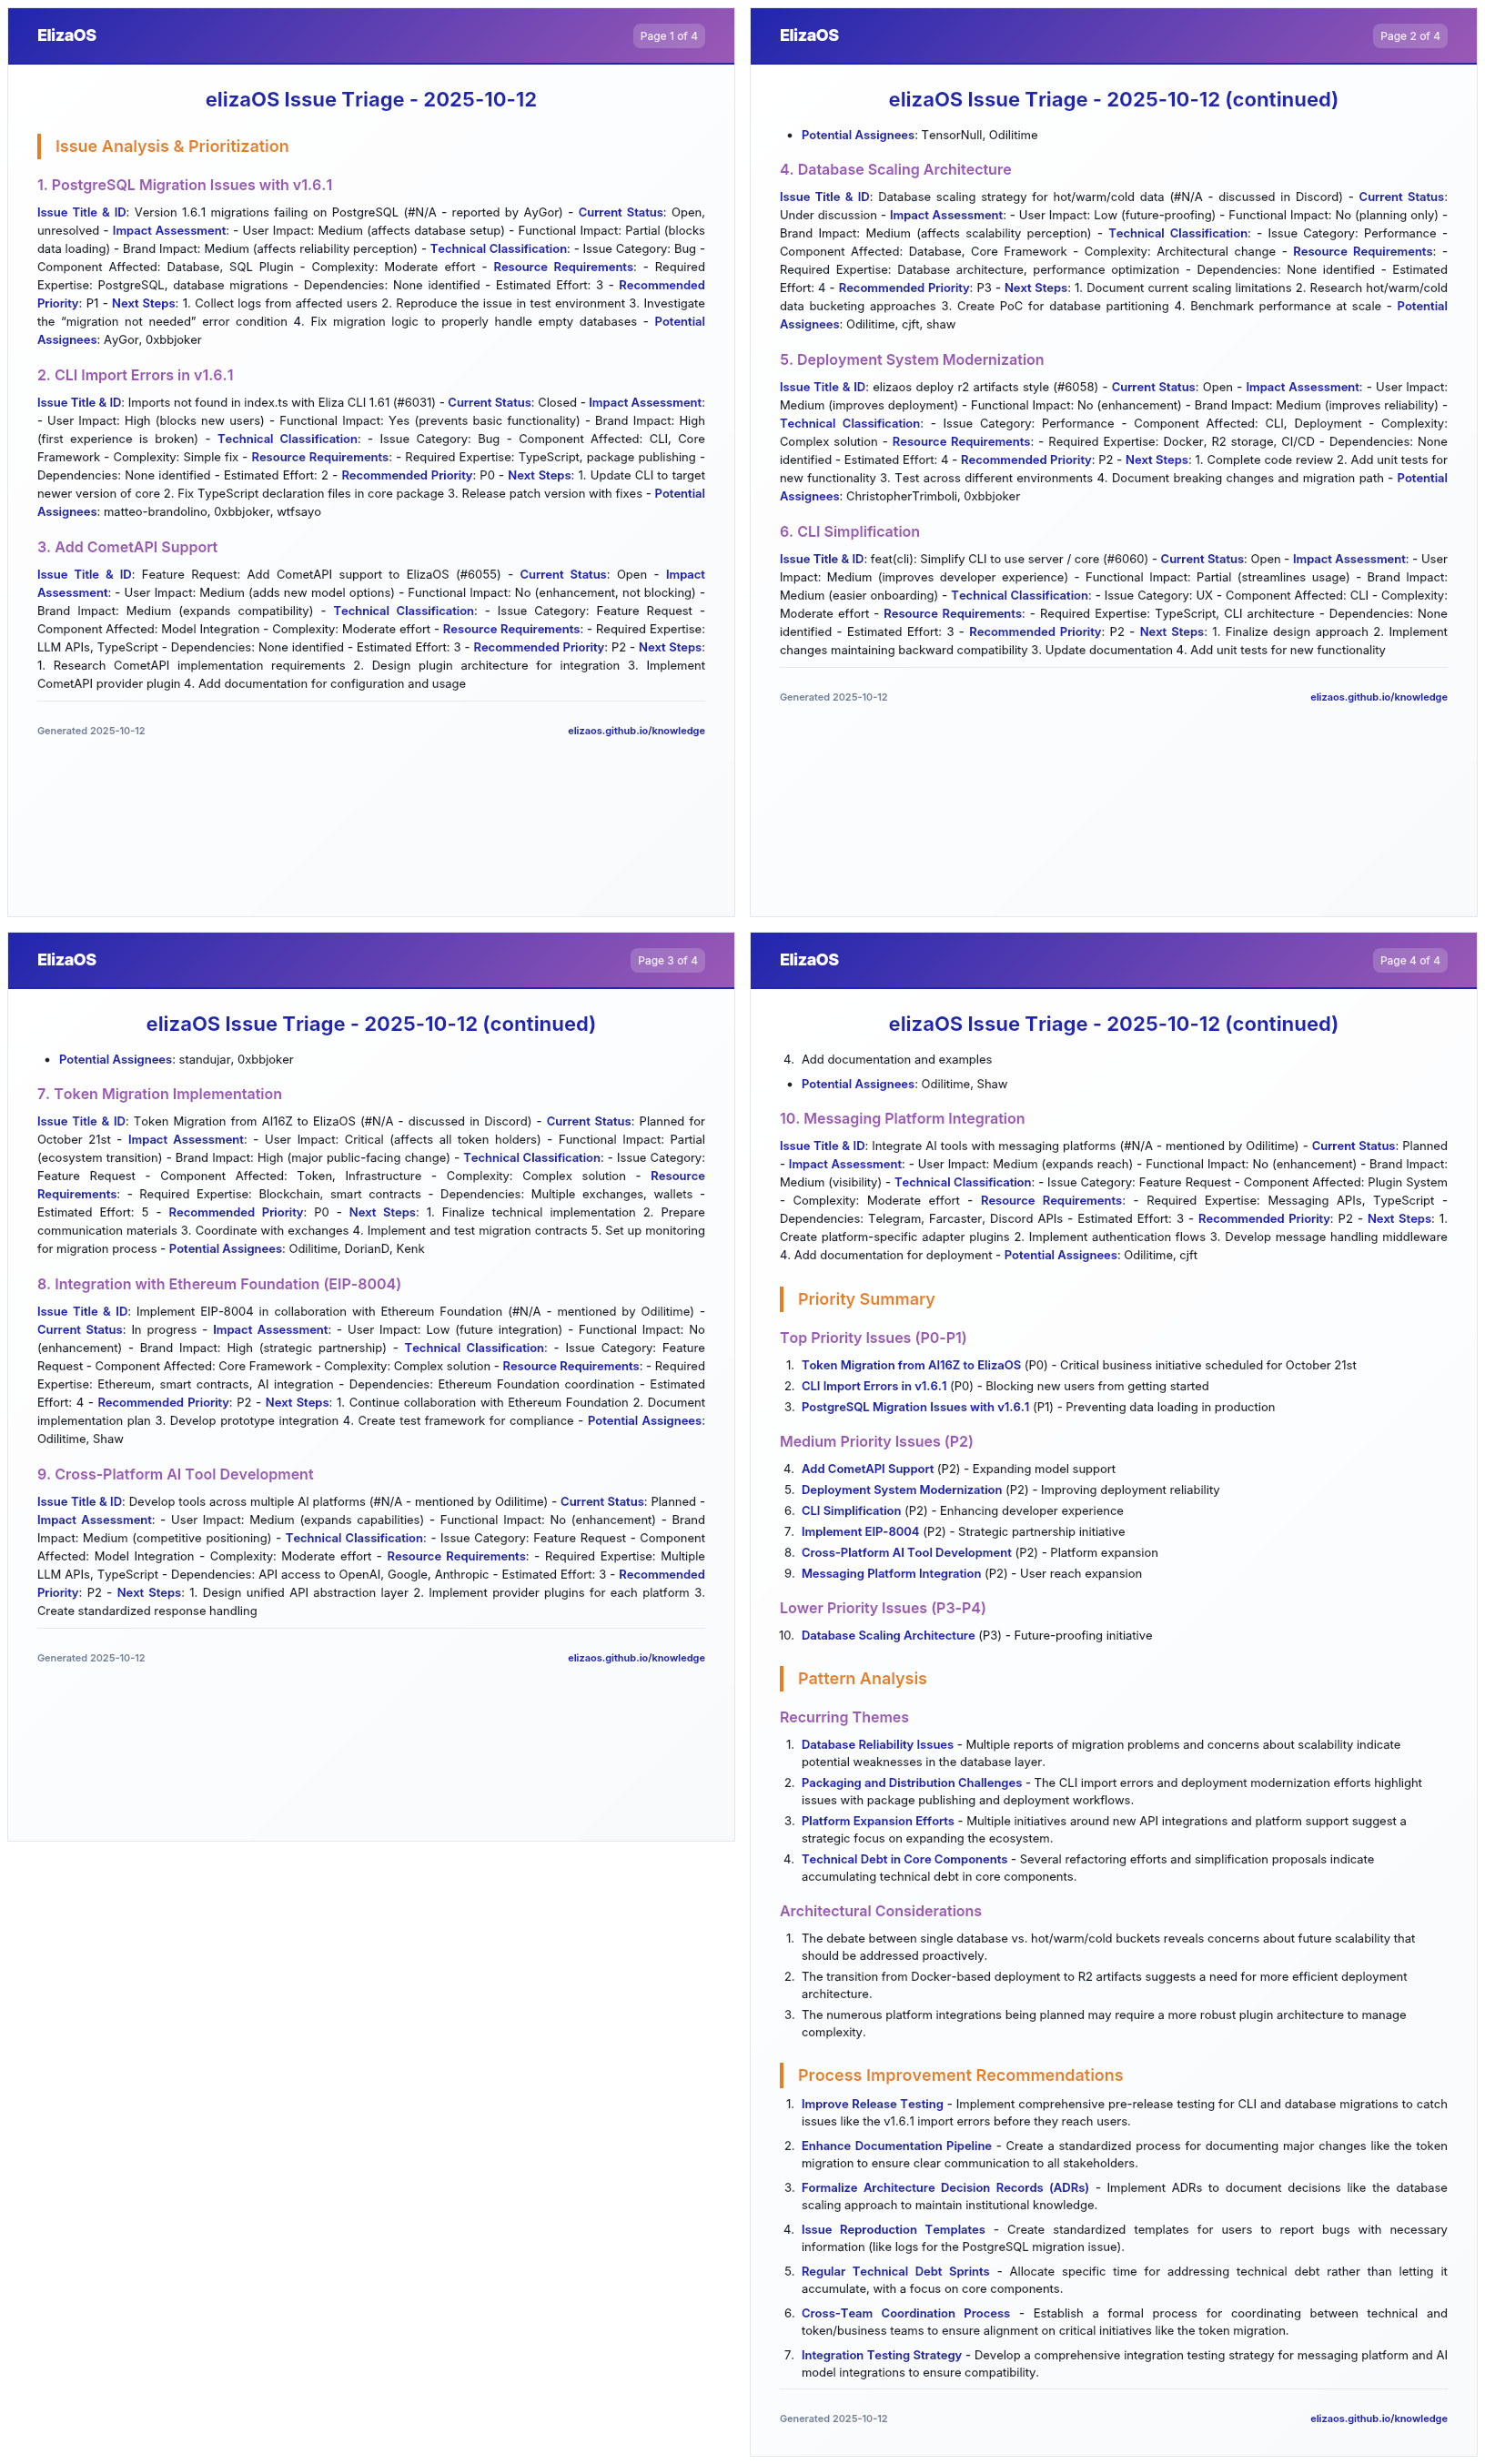 ElizaOS
Page 1 of 4
elizaOS Issue Triage - 2025-10-12
Issue Analysis & Prioritization
1. PostgreSQL Migration Issues with v1.6.1
Issue Title & ID: Version 1.6.1 migrations failing on PostgreSQL (#N/A - reported by AyGor) - Current Status: Open,
unresolved - Impact Assessment: - User Impact: Medium (affects database setup) - Functional Impact: Partial (blocks
data loading) - Brand Impact: Medium (affects reliability perception) - Technical Classification: - Issue Category: Bug -
Component Affected: Database, SQL Plugin - Complexity: Moderate effort - Resource Requirements: - Required
Expertise: PostgreSQL, database migrations - Dependencies: None identified - Estimated Effort: 3 - Recommended
Priority: P1 - Next Steps: 1. Collect logs from affected users 2. Reproduce the issue in test environment 3. Investigate
the “migration not needed” error condition 4. Fix migration logic to properly handle empty databases - Potential
Assignees: AyGor, 0xbbjoker
2. CLI Import Errors in v1.6.1
Issue Title & ID: Imports not found in index.ts with Eliza CLI 1.61 (#6031) - Current Status: Closed - Impact Assessment:
- User Impact: High (blocks new users) - Functional Impact: Yes (prevents basic functionality) - Brand Impact: High
(first experience is broken) - Technical Classification: - Issue Category: Bug - Component Affected: CLI, Core
Framework - Complexity: Simple fix - Resource Requirements: - Required Expertise: TypeScript, package publishing -
Dependencies: None identified - Estimated Effort: 2 - Recommended Priority: P0 - Next Steps: 1. Update CLI to target
newer version of core 2. Fix TypeScript declaration files in core package 3. Release patch version with fixes - Potential
Assignees: matteo-brandolino, 0xbbjoker, wtfsayo
3. Add CometAPI Support
Issue Title & ID: Feature Request: Add CometAPI support to ElizaOS (#6055) - Current Status: Open - Impact
Assessment: - User Impact: Medium (adds new model options) - Functional Impact: No (enhancement, not blocking) -
Brand Impact: Medium (expands compatibility) - Technical Classification: - Issue Category: Feature Request -
Component Affected: Model Integration - Complexity: Moderate effort - Resource Requirements: - Required Expertise:
LLM APIs, TypeScript - Dependencies: None identified - Estimated Effort: 3 - Recommended Priority: P2 - Next Steps:
1. Research CometAPI implementation requirements 2. Design plugin architecture for integration 3. Implement
CometAPI provider plugin 4. Add documentation for configuration and usage
Generated 2025-10-12
elizaos.github.io/knowledge
ElizaOS
Page 2 of 4
elizaOS Issue Triage - 2025-10-12 (continued)
• Potential Assignees: TensorNull, Odilitime
4. Database Scaling Architecture
Issue Title & ID: Database scaling strategy for hot/warm/cold data (#N/A - discussed in Discord) - Current Status:
Under discussion - Impact Assessment: - User Impact: Low (future-proofing) - Functional Impact: No (planning only) -
Brand Impact: Medium (affects scalability perception) - Technical Classification: - Issue Category: Performance -
Component Affected: Database, Core Framework - Complexity: Architectural change - Resource Requirements: -
Required Expertise: Database architecture, performance optimization - Dependencies: None identified - Estimated
Effort: 4 - Recommended Priority: P3 - Next Steps: 1. Document current scaling limitations 2. Research hot/warm/cold
data bucketing approaches 3. Create PoC for database partitioning 4. Benchmark performance at scale - Potential
Assignees: Odilitime, cjft, shaw
5. Deployment System Modernization
Issue Title & ID: elizaos deploy r2 artifacts style (#6058) - Current Status: Open - Impact Assessment: - User Impact:
Medium (improves deployment) - Functional Impact: No (enhancement) - Brand Impact: Medium (improves reliability) -
Technical Classification: - Issue Category: Performance - Component Affected: CLI, Deployment - Complexity:
Complex solution - Resource Requirements: - Required Expertise: Docker, R2 storage, CI/CD - Dependencies: None
identified - Estimated Effort: 4 - Recommended Priority: P2 - Next Steps: 1. Complete code review 2. Add unit tests for
new functionality 3. Test across different environments 4. Document breaking changes and migration path - Potential
Assignees: ChristopherTrimboli, 0xbbjoker
6. CLI Simplification
Issue Title & ID: feat(cli): Simplify CLI to use server / core (#6060) - Current Status: Open - Impact Assessment: - User
Impact: Medium (improves developer experience) - Functional Impact: Partial (streamlines usage) - Brand Impact:
Medium (easier onboarding) - Technical Classification: - Issue Category: UX - Component Affected: CLI - Complexity:
Moderate effort - Resource Requirements: - Required Expertise: TypeScript, CLI architecture - Dependencies: None
identified - Estimated Effort: 3 - Recommended Priority: P2 - Next Steps: 1. Finalize design approach 2. Implement
changes maintaining backward compatibility 3. Update documentation 4. Add unit tests for new functionality
Generated 2025-10-12
elizaos.github.io/knowledge
ElizaOS
Page 3 of 4
elizaOS Issue Triage - 2025-10-12 (continued)
• Potential Assignees: standujar, 0xbbjoker
7. Token Migration Implementation
Issue Title & ID: Token Migration from AI16Z to ElizaOS (#N/A - discussed in Discord) - Current Status: Planned for
October 21st - Impact Assessment: - User Impact: Critical (affects all token holders) - Functional Impact: Partial
(ecosystem transition) - Brand Impact: High (major public-facing change) - Technical Classification: - Issue Category:
Feature Request - Component Affected: Token, Infrastructure - Complexity: Complex solution - Resource
Requirements: - Required Expertise: Blockchain, smart contracts - Dependencies: Multiple exchanges, wallets -
Estimated Effort: 5 - Recommended Priority: P0 - Next Steps: 1. Finalize technical implementation 2. Prepare
communication materials 3. Coordinate with exchanges 4. Implement and test migration contracts 5. Set up monitoring
for migration process - Potential Assignees: Odilitime, DorianD, Kenk
8. Integration with Ethereum Foundation (EIP-8004)
Issue Title & ID: Implement EIP-8004 in collaboration with Ethereum Foundation (#N/A - mentioned by Odilitime) -
Current Status: In progress - Impact Assessment: - User Impact: Low (future integration) - Functional Impact: No
(enhancement) - Brand Impact: High (strategic partnership) - Technical Classification: - Issue Category: Feature
Request - Component Affected: Core Framework - Complexity: Complex solution - Resource Requirements: - Required
Expertise: Ethereum, smart contracts, AI integration - Dependencies: Ethereum Foundation coordination - Estimated
Effort: 4 - Recommended Priority: P2 - Next Steps: 1. Continue collaboration with Ethereum Foundation 2. Document
implementation plan 3. Develop prototype integration 4. Create test framework for compliance - Potential Assignees:
Odilitime, Shaw
9. Cross-Platform AI Tool Development
Issue Title & ID: Develop tools across multiple AI platforms (#N/A - mentioned by Odilitime) - Current Status: Planned -
Impact Assessment: - User Impact: Medium (expands capabilities) - Functional Impact: No (enhancement) - Brand
Impact: Medium (competitive positioning) - Technical Classification: - Issue Category: Feature Request - Component
Affected: Model Integration - Complexity: Moderate effort - Resource Requirements: - Required Expertise: Multiple
LLM APIs, TypeScript - Dependencies: API access to OpenAI, Google, Anthropic - Estimated Effort: 3 - Recommended
Priority: P2 - Next Steps: 1. Design unified API abstraction layer 2. Implement provider plugins for each platform 3.
Create standardized response handling
Generated 2025-10-12
elizaos.github.io/knowledge
ElizaOS
Page 4 of 4
elizaOS Issue Triage - 2025-10-12 (continued)
4. Add documentation and examples
• Potential Assignees: Odilitime, Shaw
10. Messaging Platform Integration
Issue Title & ID: Integrate AI tools with messaging platforms (#N/A - mentioned by Odilitime) - Current Status: Planned
- Impact Assessment: - User Impact: Medium (expands reach) - Functional Impact: No (enhancement) - Brand Impact:
Medium (visibility) - Technical Classification: - Issue Category: Feature Request - Component Affected: Plugin System
- Complexity: Moderate effort - Resource Requirements: - Required Expertise: Messaging APIs, TypeScript -
Dependencies: Telegram, Farcaster, Discord APIs - Estimated Effort: 3 - Recommended Priority: P2 - Next Steps: 1.
Create platform-specific adapter plugins 2. Implement authentication flows 3. Develop message handling middleware
4. Add documentation for deployment - Potential Assignees: Odilitime, cjft
Priority Summary
Top Priority Issues (P0-P1)
1. Token Migration from AI16Z to ElizaOS (P0) - Critical business initiative scheduled for October 21st
2. CLI Import Errors in v1.6.1 (P0) - Blocking new users from getting started
3. PostgreSQL Migration Issues with v1.6.1 (P1) - Preventing data loading in production
Medium Priority Issues (P2)
4. Add CometAPI Support (P2) - Expanding model support
5. Deployment System Modernization (P2) - Improving deployment reliability
6. CLI Simplification (P2) - Enhancing developer experience
7. Implement EIP-8004 (P2) - Strategic partnership initiative
8. Cross-Platform AI Tool Development (P2) - Platform expansion
9. Messaging Platform Integration (P2) - User reach expansion
Lower Priority Issues (P3-P4)
10. Database Scaling Architecture (P3) - Future-proofing initiative
Pattern Analysis
Recurring Themes
1. Database Reliability Issues - Multiple reports of migration problems and concerns about scalability indicate
potential weaknesses in the database layer.
2. Packaging and Distribution Challenges - The CLI import errors and deployment modernization efforts highlight
issues with package publishing and deployment workflows.
3. Platform Expansion Efforts - Multiple initiatives around new API integrations and platform support suggest a
strategic focus on expanding the ecosystem.
4. Technical Debt in Core Components - Several refactoring efforts and simplification proposals indicate
accumulating technical debt in core components.
Architectural Considerations
1. The debate between single database vs. hot/warm/cold buckets reveals concerns about future scalability that
should be addressed proactively.
2. The transition from Docker-based deployment to R2 artifacts suggests a need for more efficient deployment
architecture.
3. The numerous platform integrations being planned may require a more robust plugin architecture to manage
complexity.
Process Improvement Recommendations
1. Improve Release Testing - Implement comprehensive pre-release testing for CLI and database migrations to catch
issues like the v1.6.1 import errors before they reach users.
2. Enhance Documentation Pipeline - Create a standardized process for documenting major changes like the token
migration to ensure clear communication to all stakeholders.
3. Formalize Architecture Decision Records (ADRs) - Implement ADRs to document decisions like the database
scaling approach to maintain institutional knowledge.
4. Issue Reproduction Templates - Create standardized templates for users to report bugs with necessary
information (like logs for the PostgreSQL migration issue).
5. Regular Technical Debt Sprints - Allocate specific time for addressing technical debt rather than letting it
accumulate, with a focus on core components.
6. Cross-Team Coordination Process - Establish a formal process for coordinating between technical and
token/business teams to ensure alignment on critical initiatives like the token migration.
7. Integration Testing Strategy - Develop a comprehensive integration testing strategy for messaging platform and AI
model integrations to ensure compatibility.
Generated 2025-10-12
elizaos.github.io/knowledge